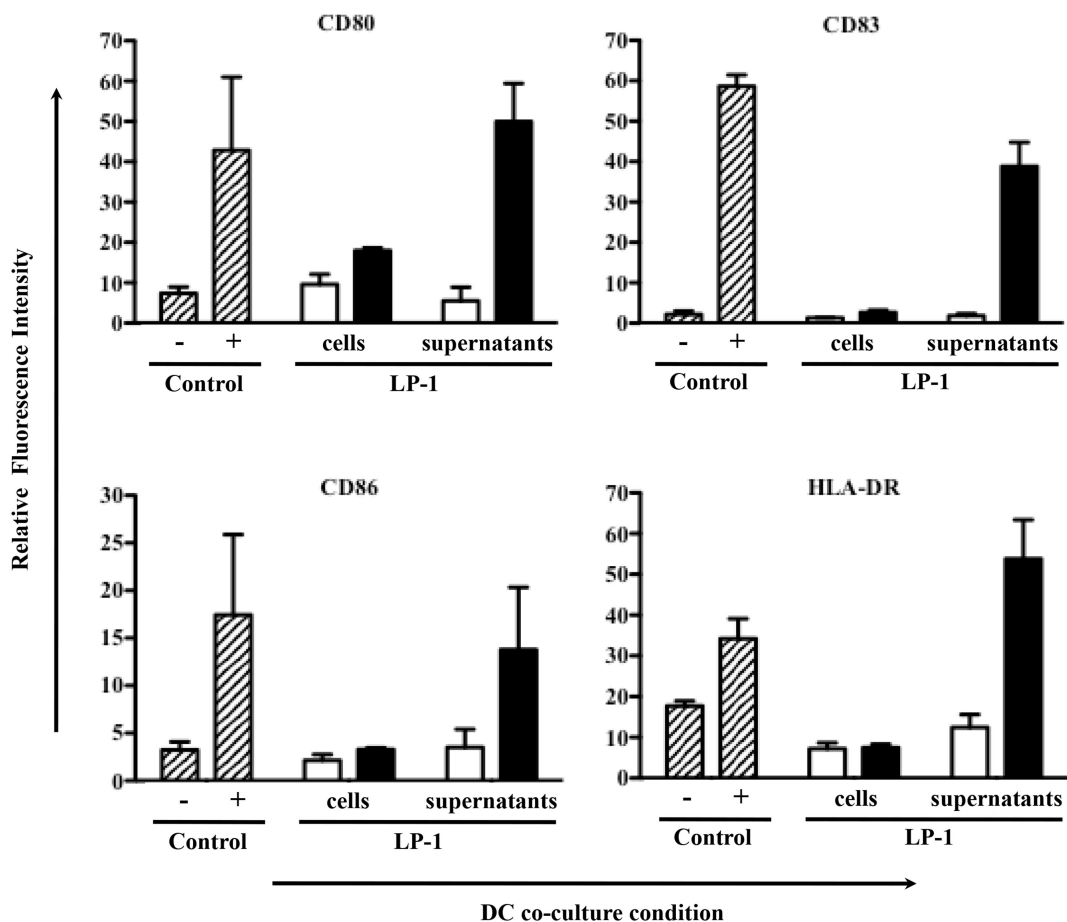 CD80
70
60
50
40
30
20
10
0
- +
cells supernatants
Control LP-1
CD83
70
60
50
40
30
20
10
0
- +
cells supernatants
Control LP-1
Relative Fluorescence Intensity
CD86
30
25
20
15
10
5
0
- +
cells supernatants
Control LP-1
HLA-DR
70
60
50
40
30
20
10
0
- +
cells supernatants
Control LP-1
DC co-culture condition